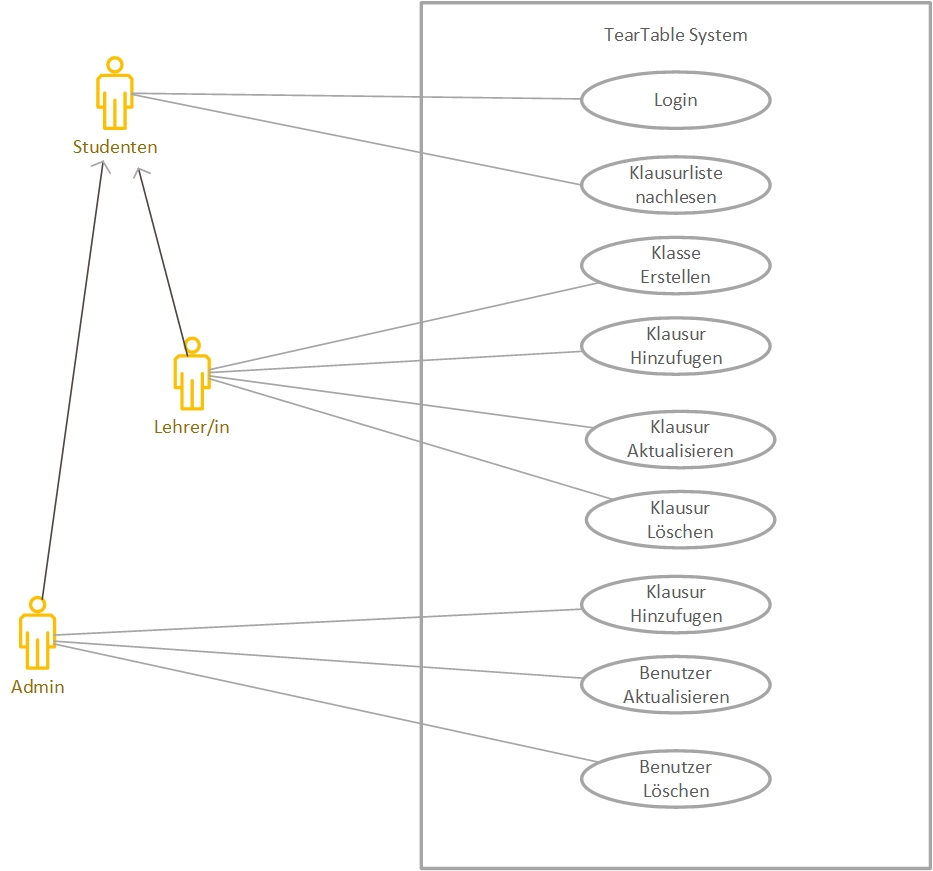 TearTable System
Studenten
Login
Klausurliste
nachlesen
Klasse
Erstellen
Lehrer/in
Klausur
Hinzufugen
Klausur
Aktualisieren
Klausur
Löschen
Admin
Klausur
Hinzufugen
Benutzer
Aktualisieren
Benutzer
Löschen